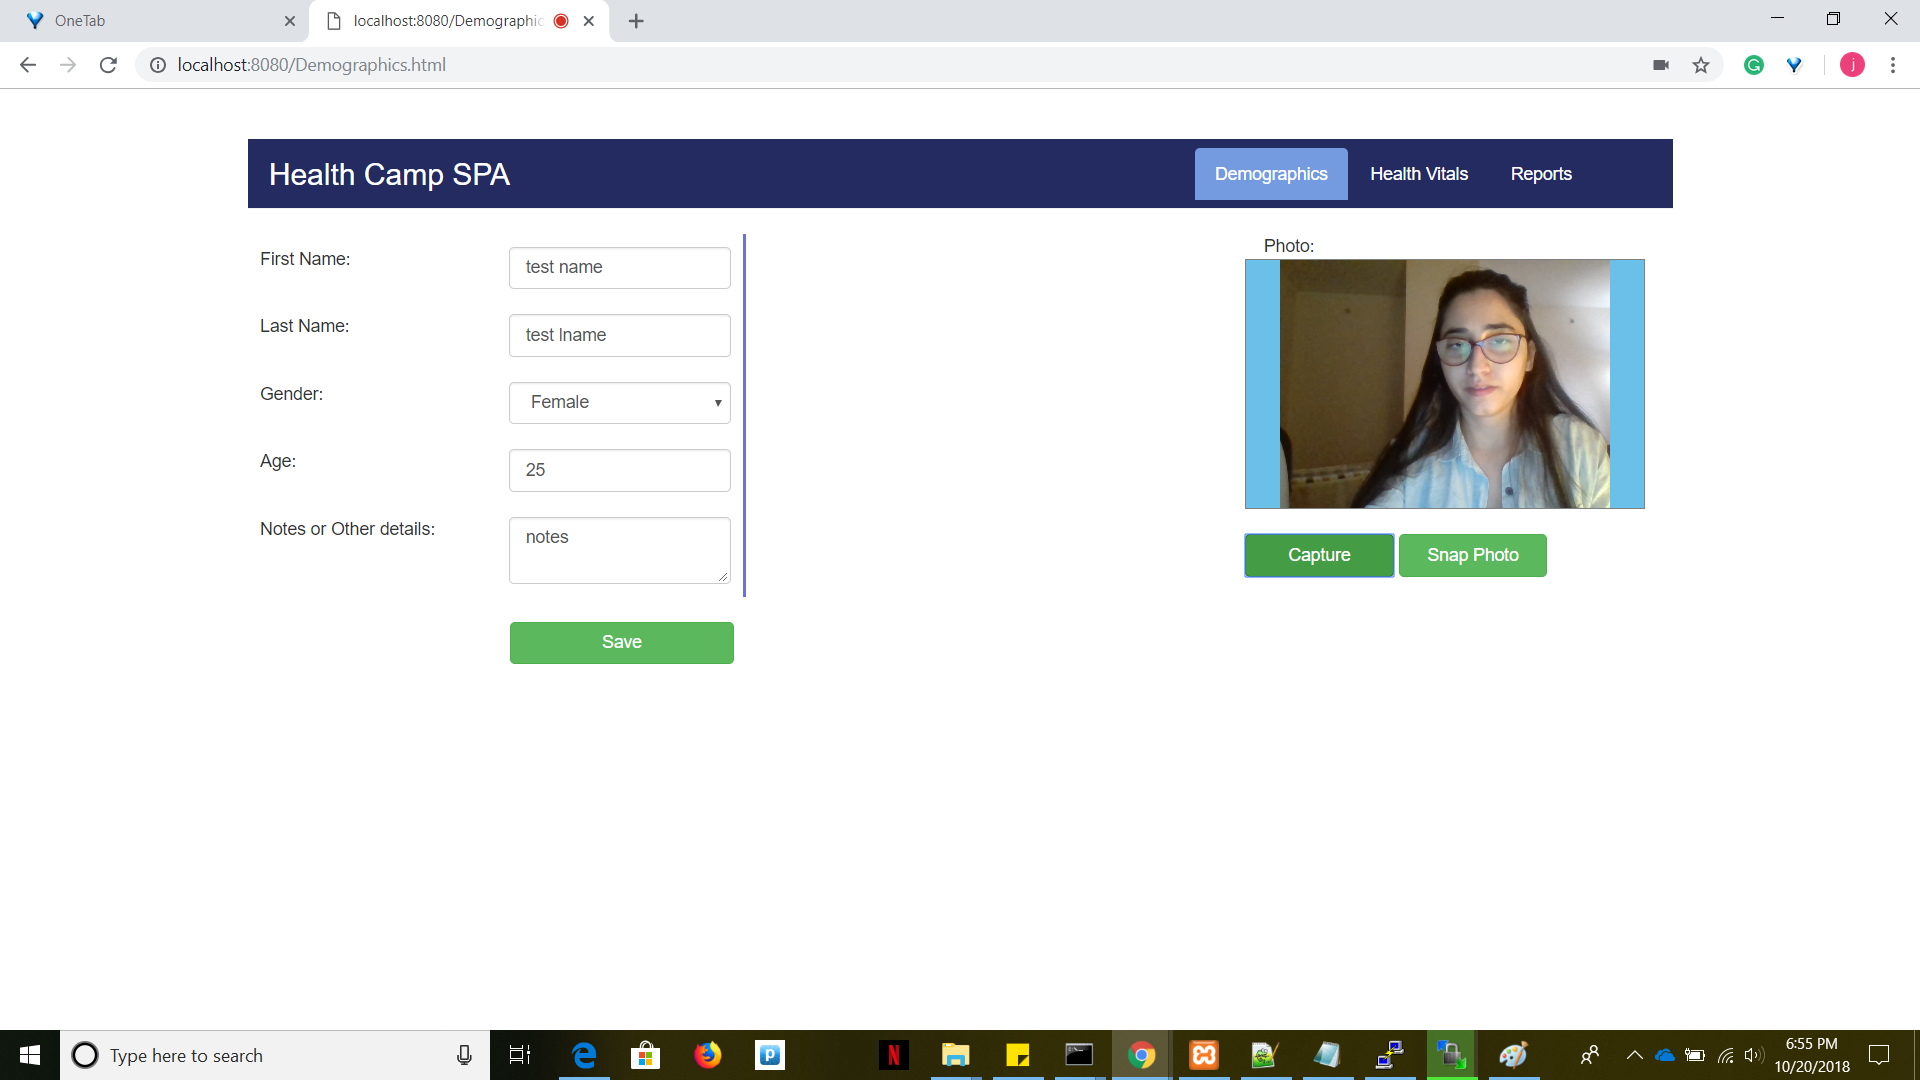 OneTab
localhost:8080/Demographic
localhost:8080/Demographics.html
j
Health Camp SPA
Demographics
Health Vitals
Reports
First Name:
test name
Last Name:
test lname
Gender:
Female
Age:
25
Notes or Other details:
notes
Save
Photo:
Capture
Snap Photo
Type here to search
6:55 PM
10/20/2018